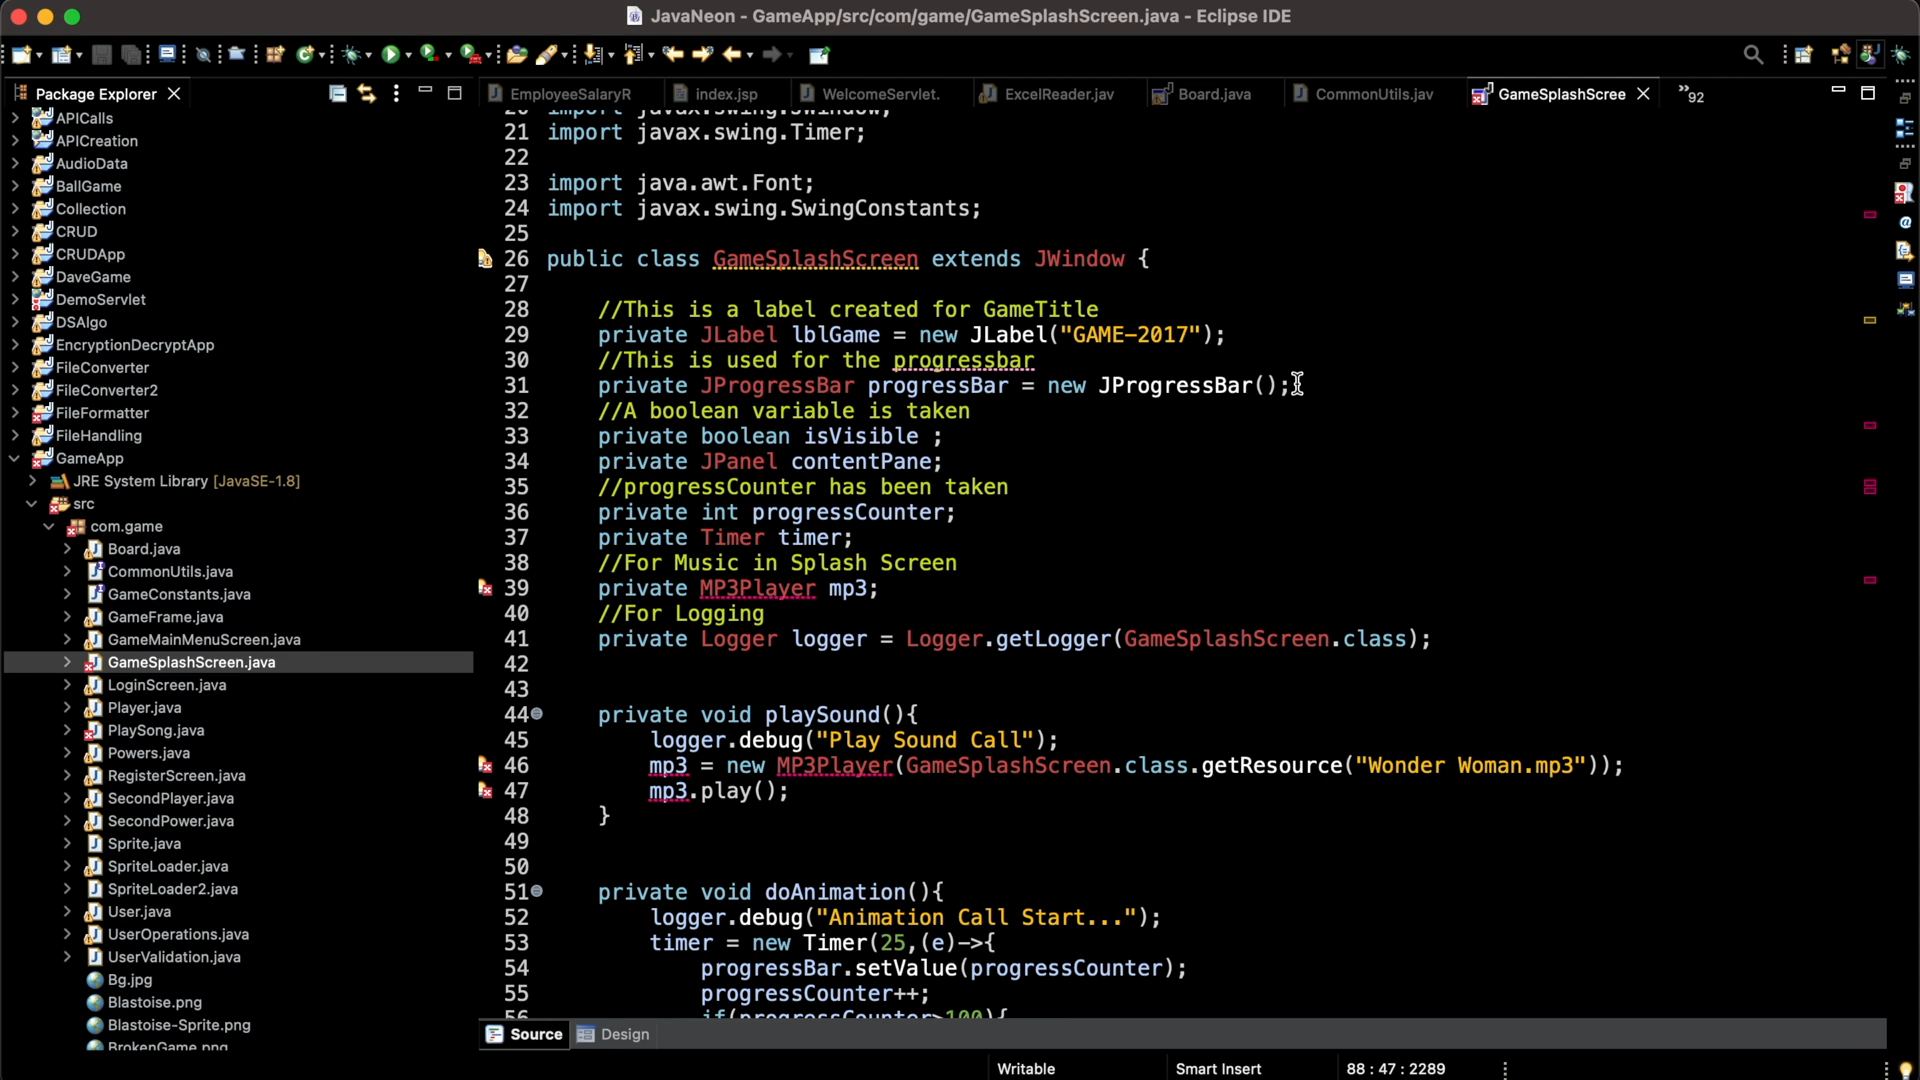 JavaNeon - GameApp/src/com/game/GameSplashScreen.java - Eclipse IDE
Package Explorer
EmployeeSalaryR
index.jsp
WelcomeServlet.
ExcelReader.jav
Board.java
CommonUtils.jav
GameSplashScree
»92
APICalls
APICreation
AudioData
BallGame
Collection
CRUD
CRUDApp
DaveGame
DemoServlet
DSAlgo
EncryptionDecryptApp
FileConverter
FileConverter2
FileFormatter
FileHandling
GameApp
JRE System Library [JavaSE-1.8]
src
com.game
Board.java
CommonUtils.java
GameConstants.java
GameFrame.java
GameMainMenuScreen.java
GameSplashScreen.java
LoginScreen.java
Player.java
PlaySong.java
Powers.java
RegisterScreen.java
SecondPlayer.java
SecondPower.java
Sprite.java
SpriteLoader.java
SpriteLoader2.java
User.java
UserOperations.java
UserValidation.java
Bg.jpg
Blastoise.png
Blastoise-Sprite.png
BrokenGame.png
20 import javax.swing.JWindow;
21 import javax.swing.Timer;
22
23 import java.awt.Font;
24 import javax.swing.SwingConstants;
25
26 public class GameSplashScreen extends JWindow {
27
28 //This is a label created for GameTitle
29 private JLabel lblGame = new JLabel("GAME-2017");
30 //This is used for the progressbar
31 private JProgressBar progressBar = new JProgressBar();
32 //A boolean variable is taken
33 private boolean isVisible ;
34 private JPanel contentPane;
35 //progressCounter has been taken
36 private int progressCounter;
37 private Timer timer;
38 //For Music in Splash Screen
39 private MP3Player mp3;
40 //For Logging
41 private Logger logger = Logger.getLogger(GameSplashScreen.class);
42
43
44 private void playSound(){
45 logger.debug("Play Sound Call");
46 mp3 = new MP3Player(GameSplashScreen.class.getResource("Wonder Woman.mp3"));
47 mp3.play();
48 }
49
50
51 private void doAnimation(){
52 logger.debug("Animation Call Start...");
53 timer = new Timer(25,(e)->{
54 progressBar.setValue(progressCounter);
55 progressCounter++;
56 if(progressCounter>100){
Source
Design
Writable
Smart Insert
88 : 47 : 2289